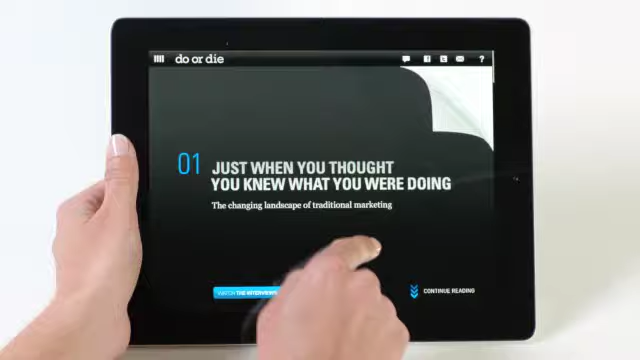 do or die
?
01
JUST WHEN YOU THOUGHT
YOU KNEW WHAT YOU WERE DOING
The changing landscape of traditional marketing
WATCH THE INTERVIEWS
CONTINUE READING